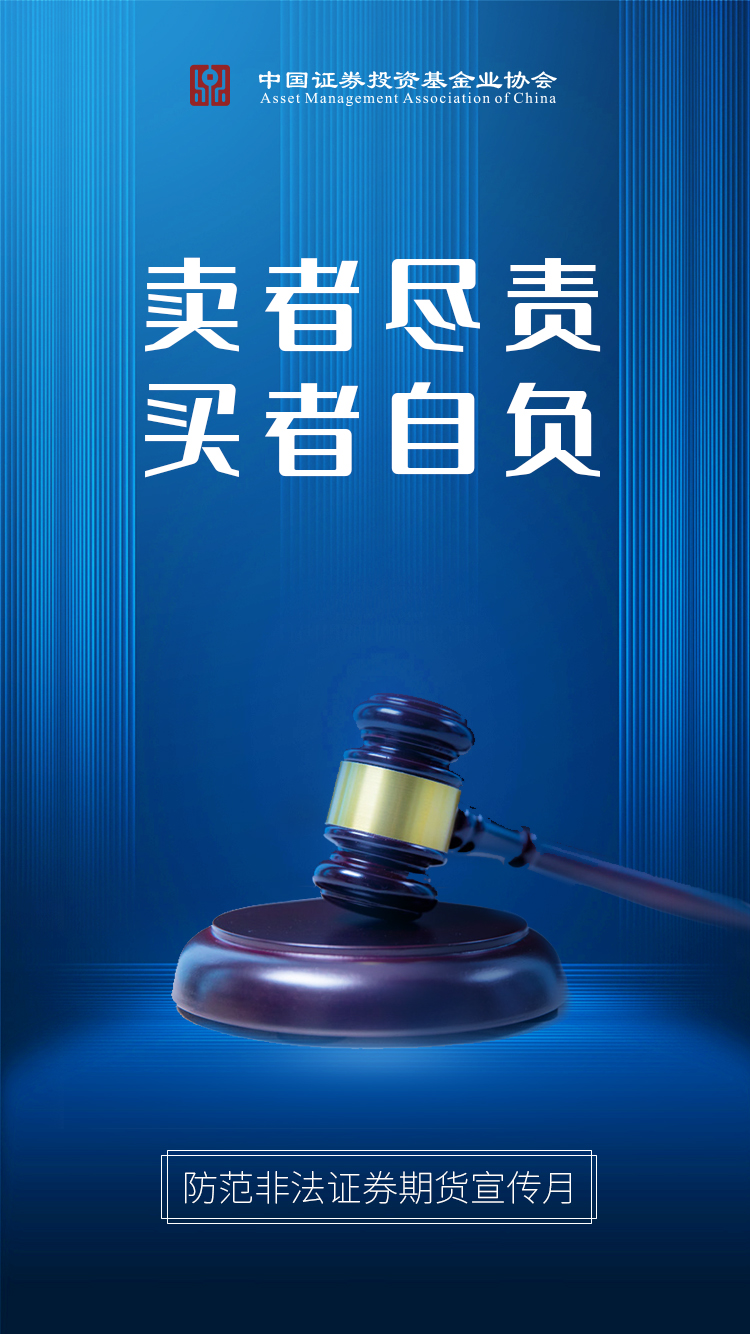 中国证券投资基金业协会
Asset Management Association of China
卖者尽责
买者自负
防范非法证券期货宣传月